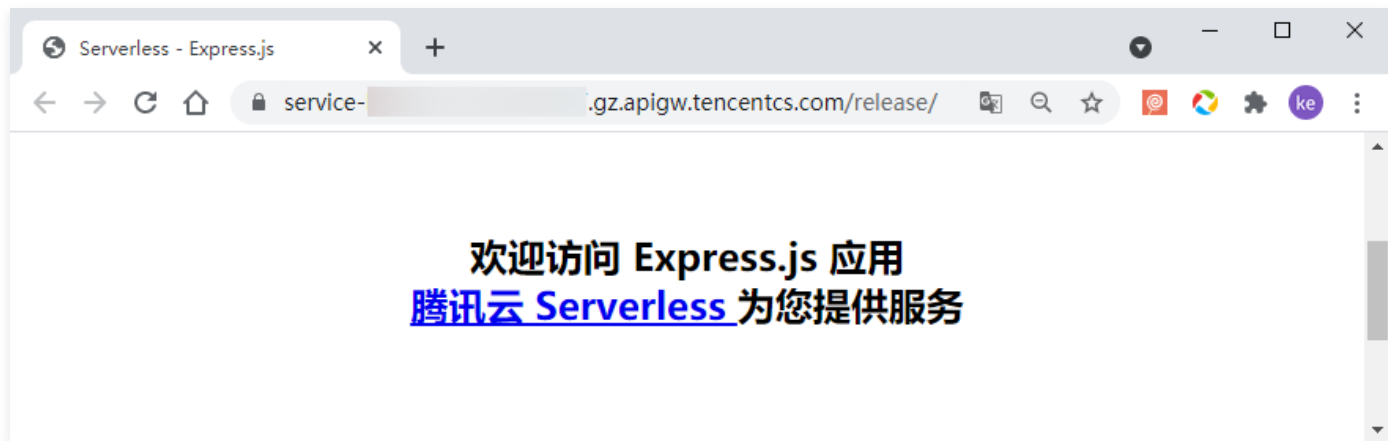 Serverless - Express.js
service- .gz.apigw.tencentcs.com/release/
ke
欢迎访问 Express.js 应用
腾讯云 Serverless 为您提供服务